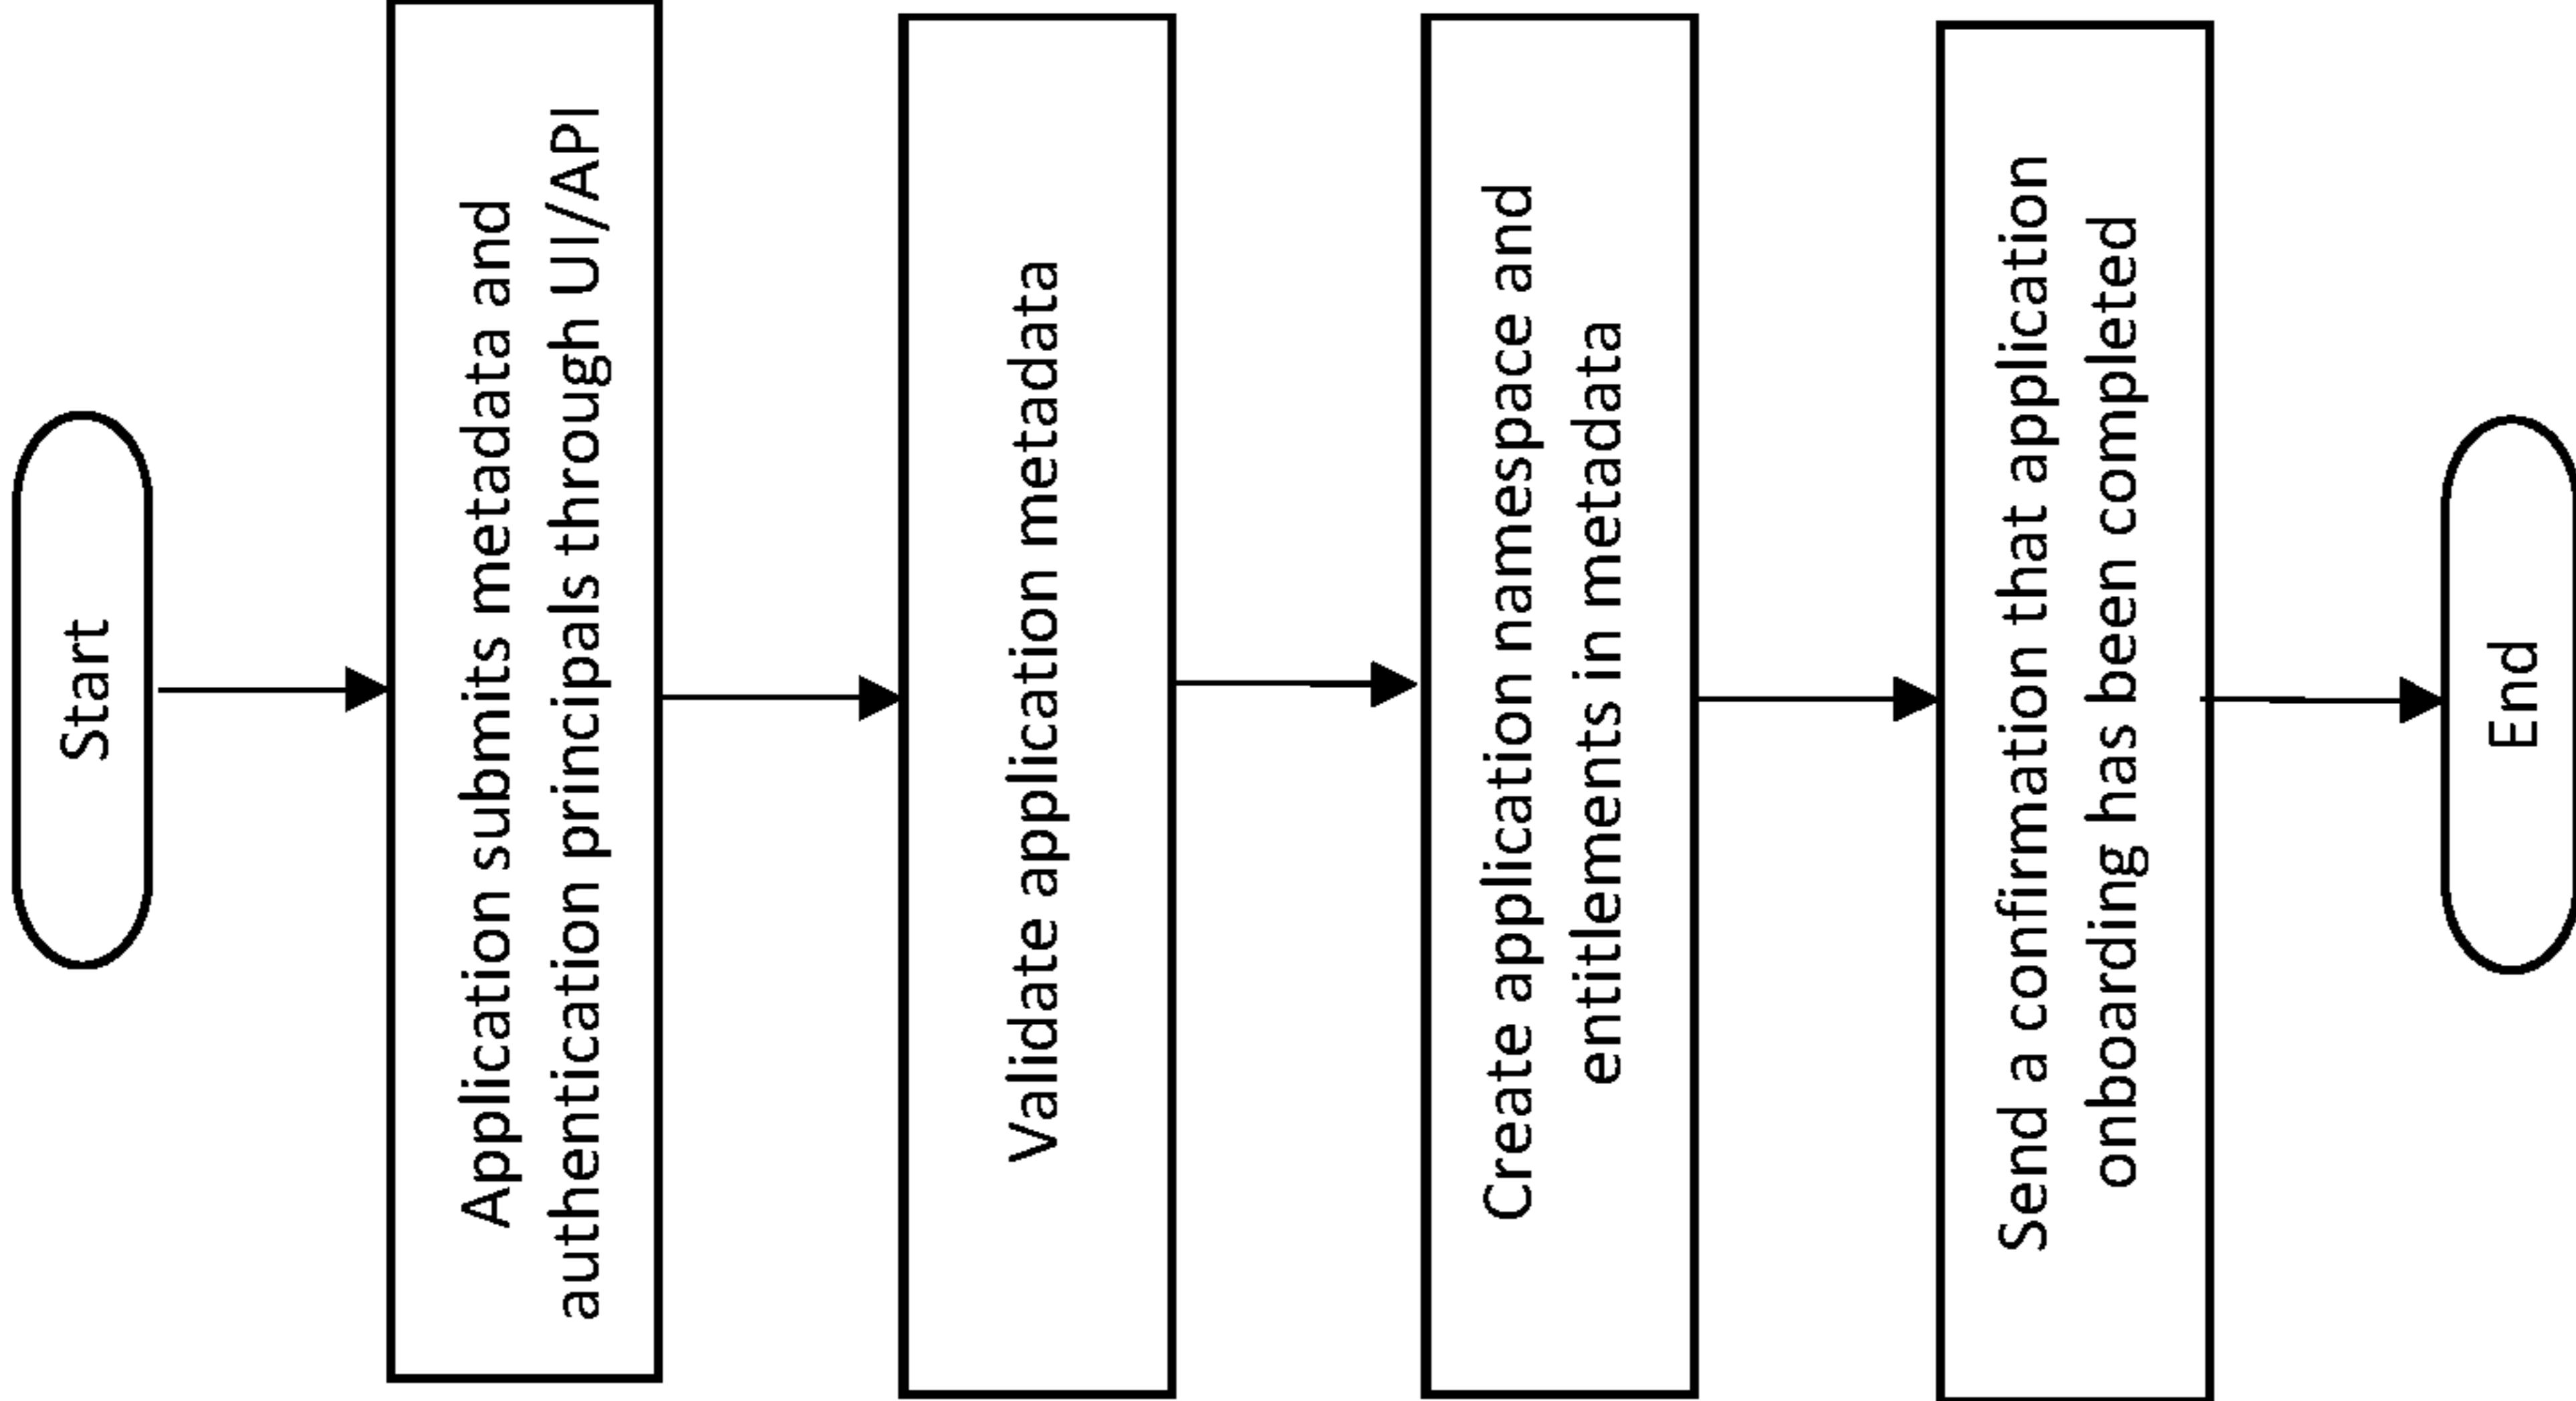 Start
Application submits metadata and
authentication principals through UI/API
Validate application metadata
Create application namespace and
entitlements in metadata
Send a confirmation that application
onboarding has been completed
End